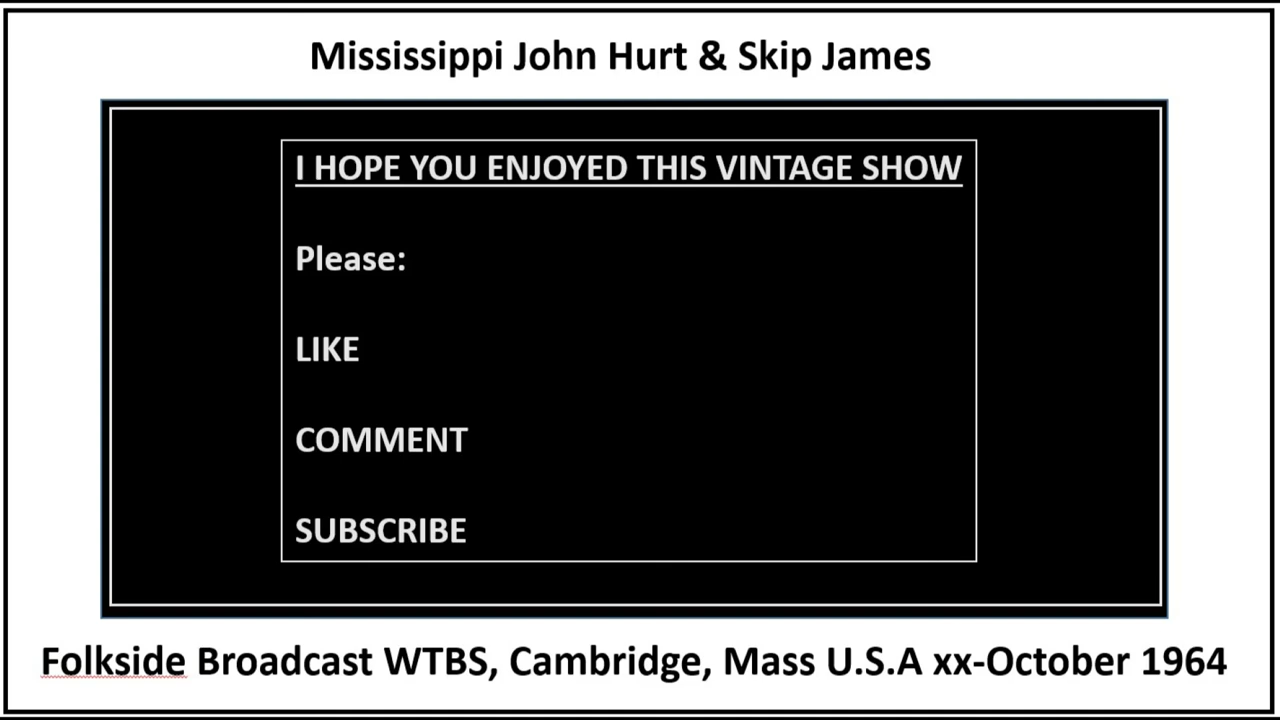 Mississippi John Hurt & Skip James
I HOPE YOU ENJOYED THIS VINTAGE SHOW
Please:
LIKE
COMMENT
SUBSCRIBE
Folkside Broadcast WTBS, Cambridge, Mass U.S.A xx-October 1964